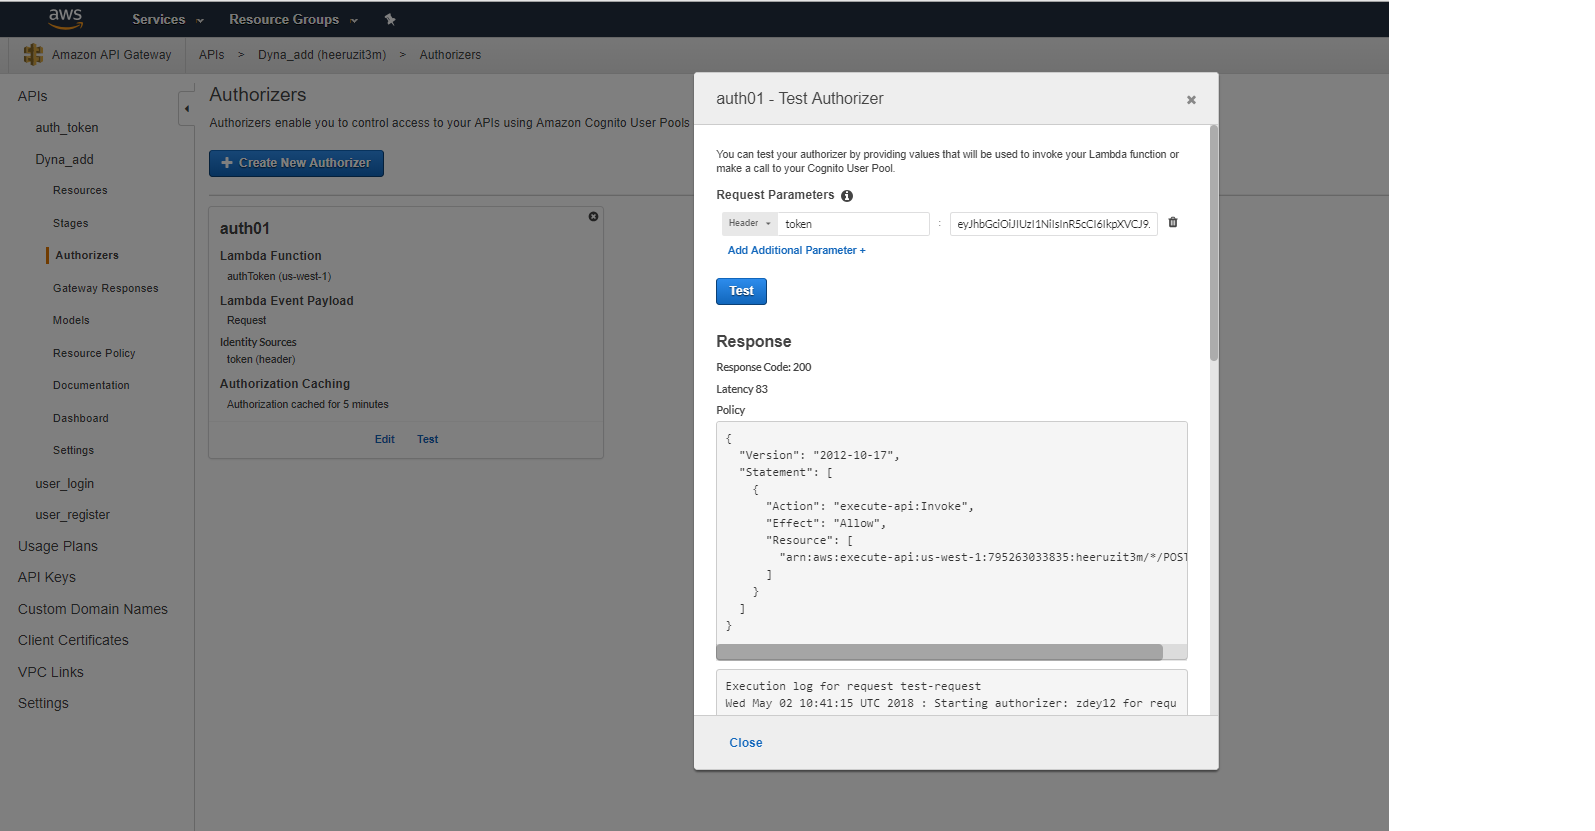 aws
Services
Resource Groups
Amazon API Gateway
APIs > Dyna_add (heeruzit3m) > Authorizers
APIs
auth_token
Dyna_add
Resources
Stages
Authorizers
Gateway Responses
Models
Resource Policy
Documentation
Dashboard
Settings
user_login
user_register
Usage Plans
API Keys
Custom Domain Names
Client Certificates
VPC Links
Settings
Authorizers
Authorizers enable you to control access to your APIs using Amazon Cognito User Pools
+ Create New Authorizer
auth01
Lambda Function
authToken (us-west-1)
Lambda Event Payload
Request
Identity Sources
token (header)
Authorization Caching
Authorization cached for 5 minutes
Edit Test
auth01 - Test Authorizer
You can test your authorizer by providing values that will be used to invoke your Lambda function or
make a call to your Cognito User Pool.
Request Parameters
Header token : eyJhbGciOiJIUzI1NiIsInR5cCI6IkpXVCJ9.
Add Additional Parameter +
Test
Response
Response Code: 200
Latency 83
Policy
{
"Version": "2012-10-17",
"Statement": [
{
"Action": "execute-api:Invoke",
"Effect": "Allow",
"Resource": [
"arn:aws:execute-api:us-west-1:795263033835:heeruzit3m/*/POST
]
}
]
}
Execution log for request test-request
Wed May 02 10:41:15 UTC 2018 : Starting authorizer: zdey12 for requ
Close